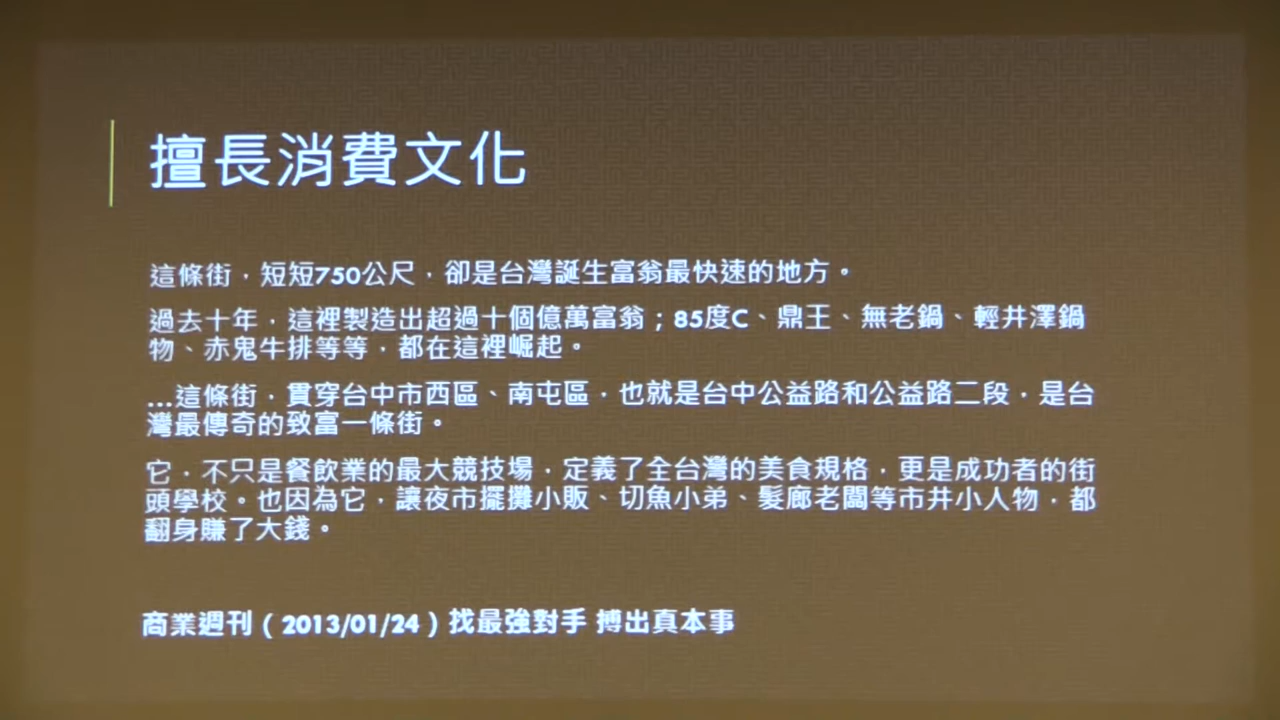 擅長消費文化
這條街，短短750公尺，卻是台灣誕生富翁最快速的地方。
過去十年，這裡製造出超過十個億萬富翁；85度C、鼎王、無老鍋、輕井澤鍋
物、赤鬼牛排等等，都在這裡崛起。
...這條街，貫穿台中市西區、南屯區，也就是台中公益路和公益路二段，是台
灣最傳奇的致富一條街。
它，不只是餐飲業的最大競技場，定義了全台灣的美食規格，更是成功者的街
頭學校。也因為它，讓夜市擺攤小販、切魚小弟、髮廊老闆等市井小人物，都
翻身賺了大錢。
商業週刊（2013/01/24）找最強對手 搏出真本事